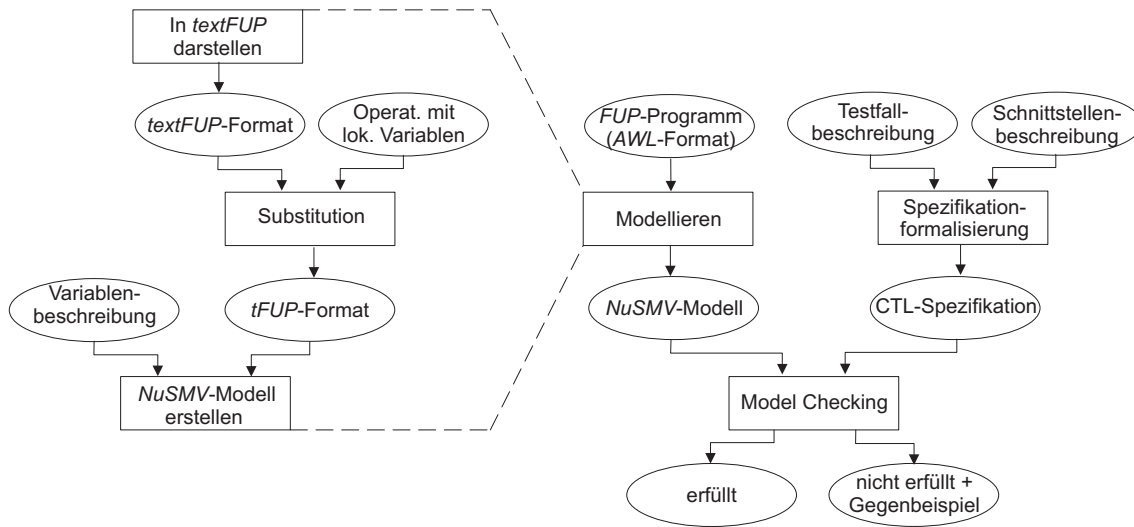 In textFUP
darstellen
textFUP-Format
Operat. mit
lok. Variablen
Substitution
Variablen-
beschreibung
tFUP-Format
NuSMV-Modell
erstellen
FUP-Programm
(AWL-Format)
Testfall-
beschreibung
Schnittstellen-
beschreibung
Modellieren
Spezifikation-
formalisierung
NuSMV-Modell
CTL-Spezifikation
Model Checking
erfüllt
nicht erfüllt +
Gegenbeispiel